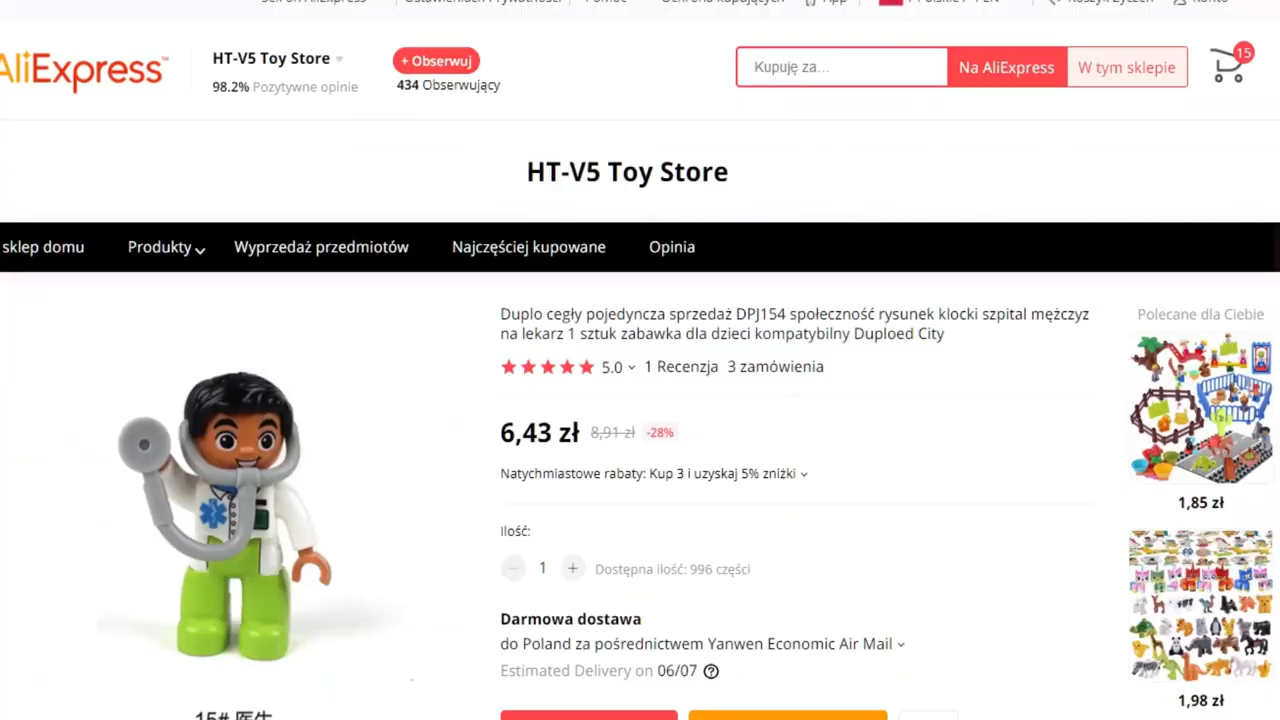 AliExpress™
HT-V5 Toy Store
98.2% Pozytywne opinie
+ Obserwuj
434 Obserwujący
Kupuję za...
Na AliExpress
W tym sklepie
15
HT-V5 Toy Store
sklep domu
Produkty
Wyprzedaż przedmiotów
Najczęściej kupowane
Opinia
Duplo cegły pojedyncza sprzedaż DPJ154 społeczność rysunek klocki szpital mężczyz
na lekarz 1 sztuk zabawka dla dzieci kompatybilny Duploed City
5.0
1 Recenzja
3 zamówienia
6,43 zł
8,91 zł
-28%
Natychmiastowe rabaty: Kup 3 i uzyskaj 5% zniżki
Ilość:
1
Dostępna ilość: 996 części
Darmowa dostawa
do Poland za pośrednictwem Yanwen Economic Air Mail
Estimated Delivery on 06/07
Polecane dla Ciebie
1,85 zł
1,98 zł